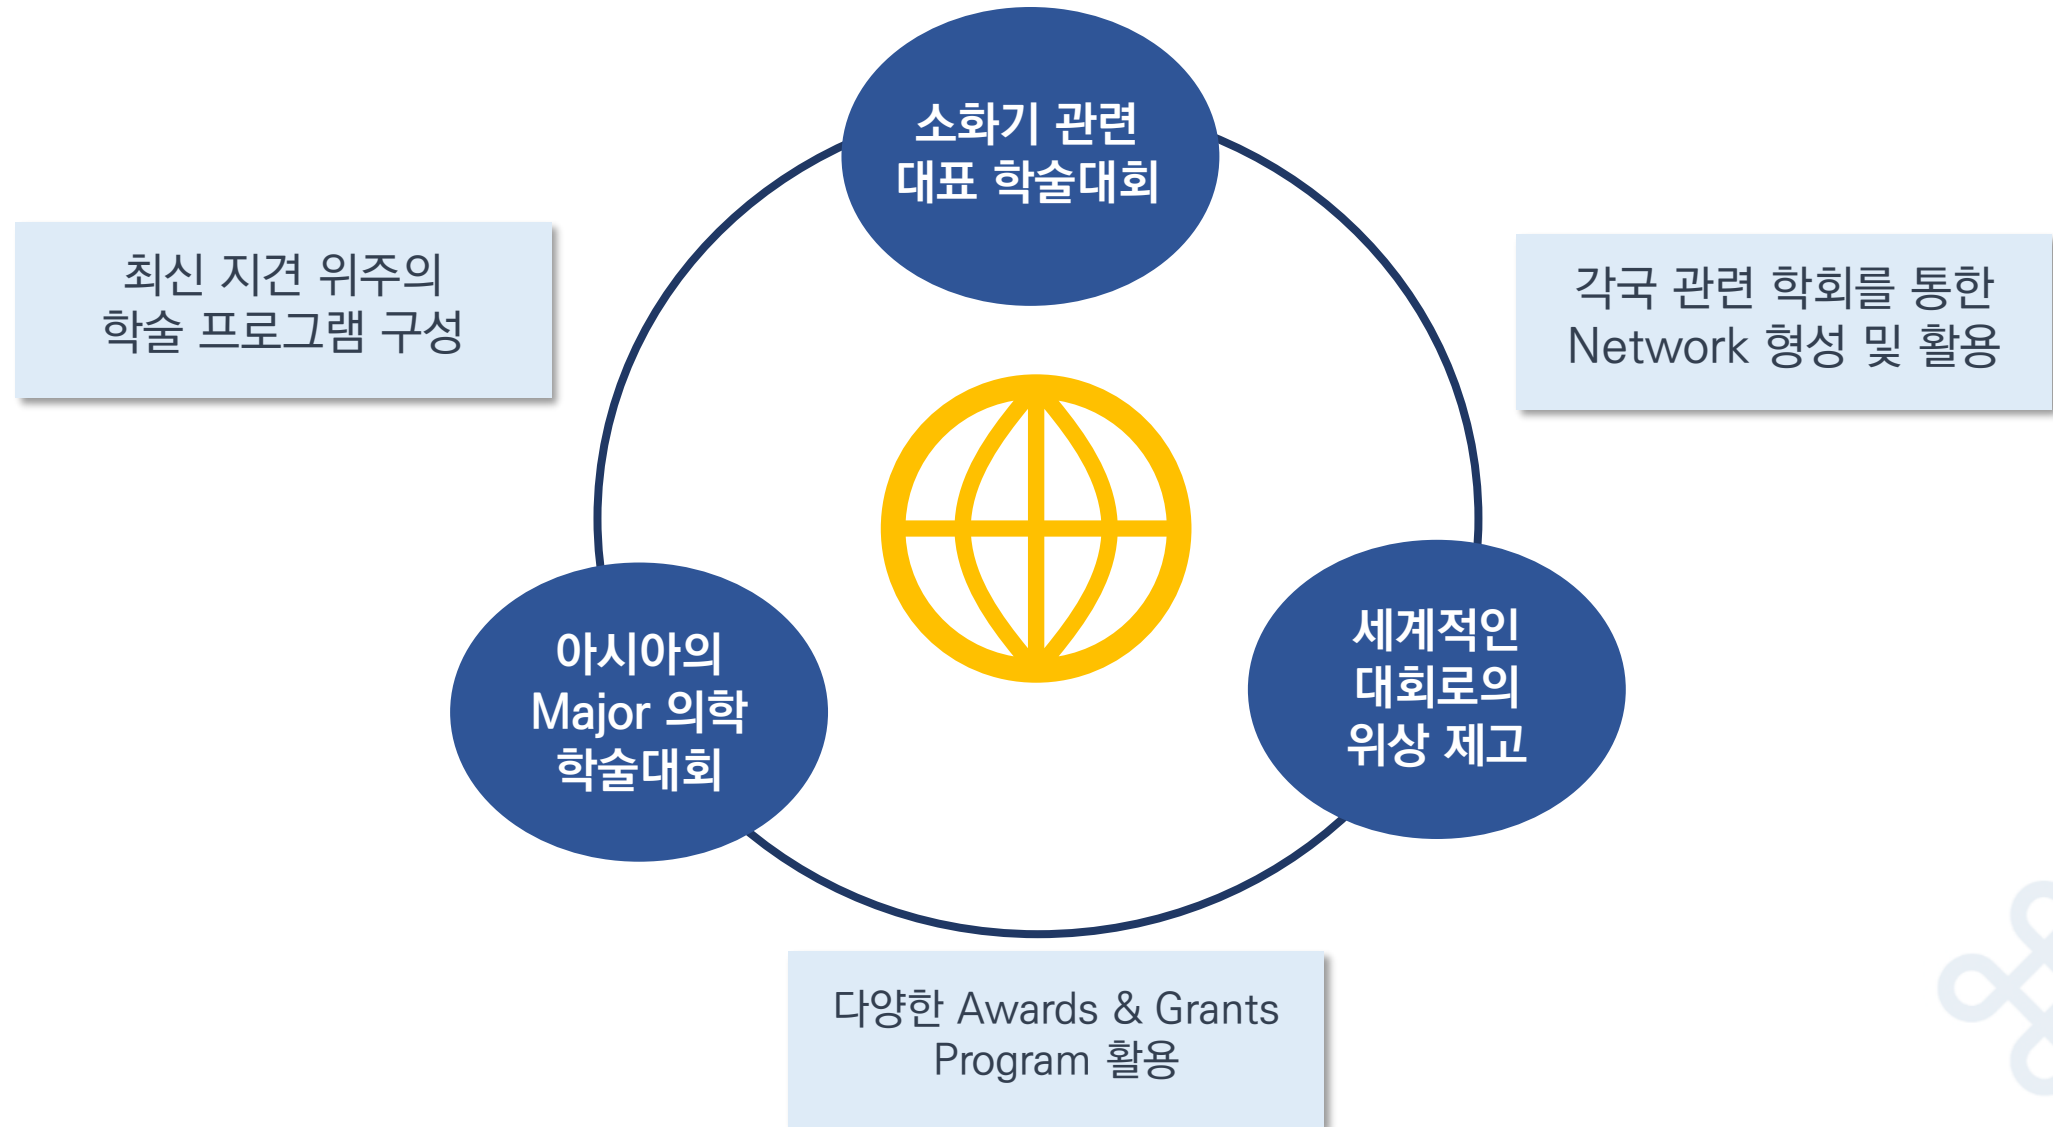 소화기 관련
대표 학술대회
최신 지견 위주의
학술 프로그램 구성
각국 관련 학회를 통한
Network 형성 및 활용
아시아의
Major 의학
학술대회
세계적인
대회로의
위상 제고
다양한 Awards & Grants
Program 활용